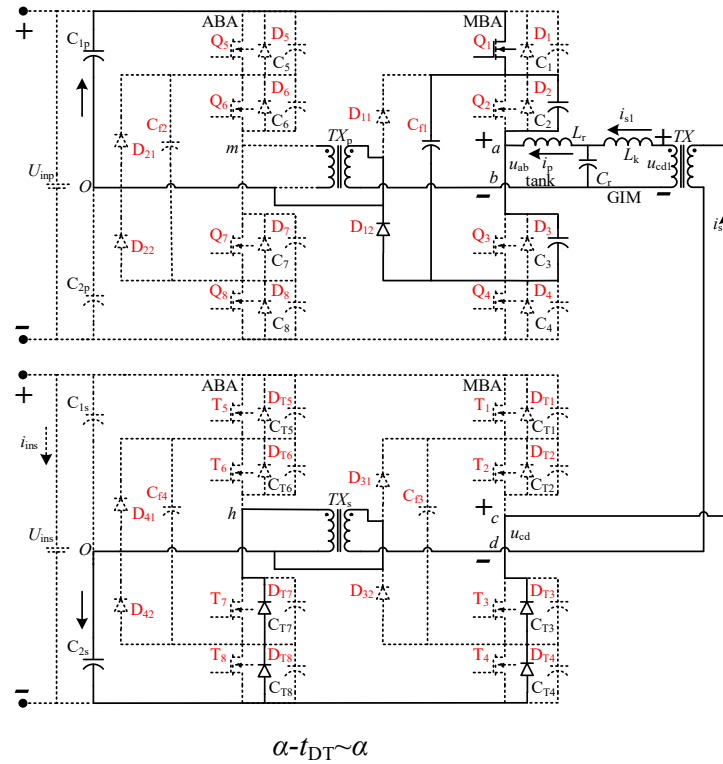 + ABA MBA
C1p Q5 D5 C5 Q1 D1 C1
Q6 D6 C6 Q2 D2 C2
Cf2 D11 Cf1 is1
D21 m TXp + a Lr Lk + TX
Uinp uab ip Cr ucd1
O b tank GIM
D22 D12 is
Q7 D7 C7 Q3 D3 C3
C2p Q8 D8 C8 Q4 D4 C4
+ ABA MBA
C1s T5 DT5 CT5 T1 DT1 CT1
iins T6 DT6 CT6 T2 DT2 CT2
Cf4 D31 Cf3
D41 h TXs + c
Uins ucd
O d
D42 T7 DT7 CT7 D32 T3 DT3 CT3
C2s T8 DT8 CT8 T4 DT4 CT4
α-tDT~α